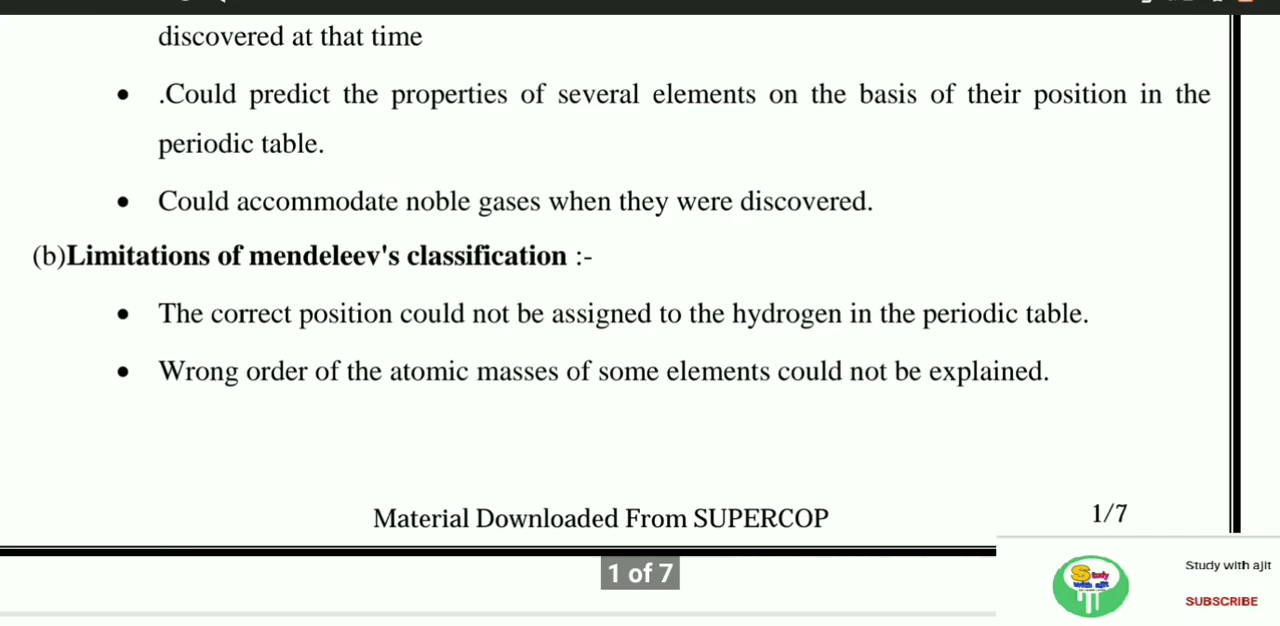 discovered at that time
• .Could predict the properties of several elements on the basis of their position in the
periodic table.
• Could accommodate noble gases when they were discovered.
(b)Limitations of mendeleev's classification :-
• The correct position could not be assigned to the hydrogen in the periodic table.
• Wrong order of the atomic masses of some elements could not be explained.
Material Downloaded From SUPERCOP
1/7
1 of 7
Study with ajit
Study with ajit
SUBSCRIBE